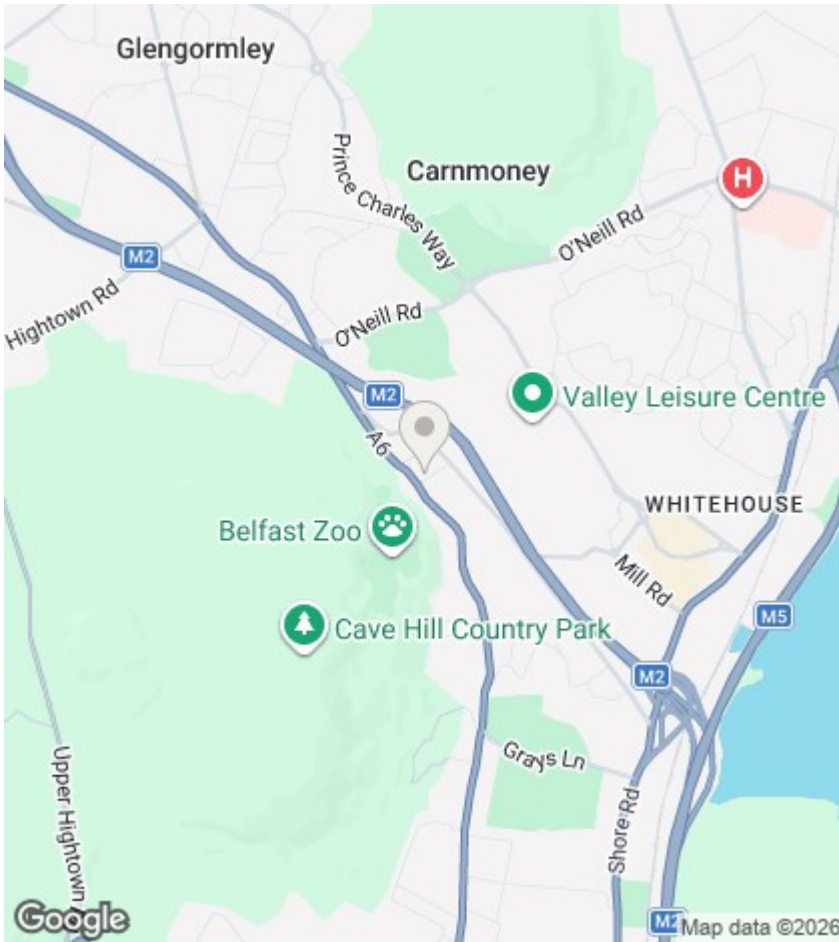 Glengormley
Carnmoney
H
Prince Charles Way
O'Neill Rd
M2
Hightown Rd
O'Neill Rd
M2
Valley Leisure Centre
A6
WHITEHOUSE
Belfast Zoo
Mill Rd
M5
Cave Hill Country Park
M2
Grays Ln
Upper Hightown
Shore Rd
M2
Google
Map data ©2026